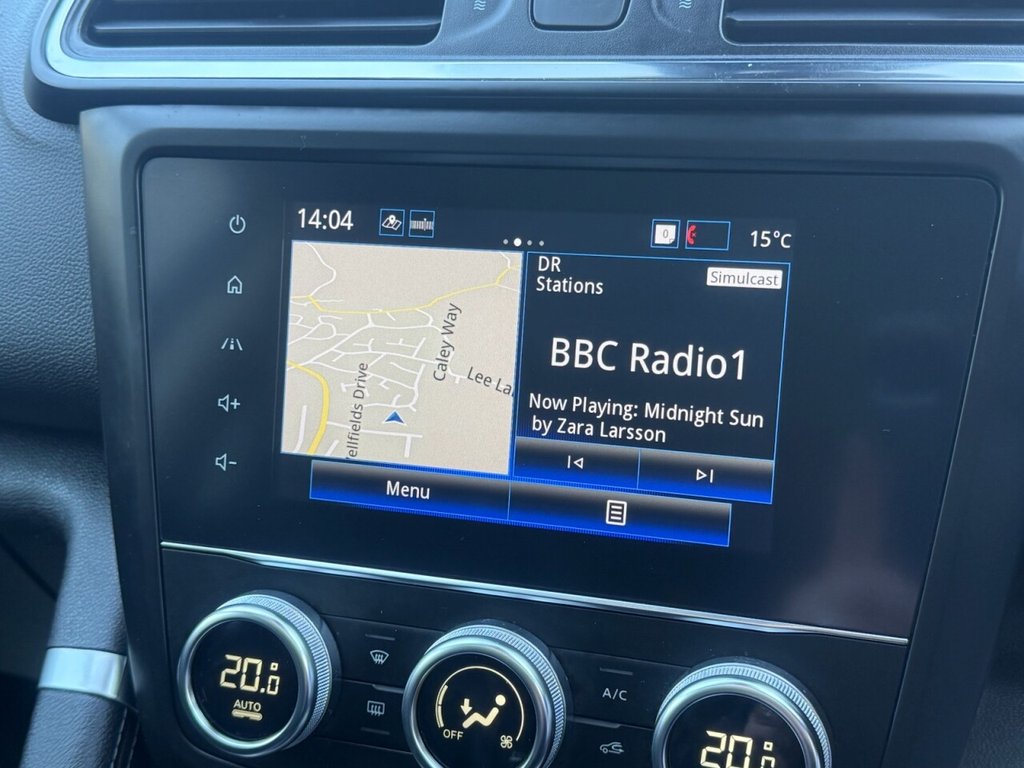 14:04
0
15°C
DR
Stations
Simulcast
BBC Radio1
Now Playing: Midnight Sun
by Zara Larsson
Caley Way
Lee La
ellfields Drive
Menu
20.0
AUTO
OFF
A/C
20.0